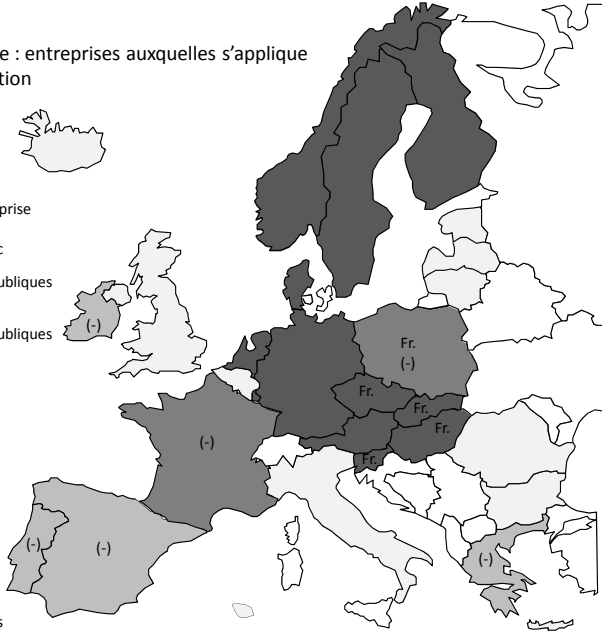 e : entreprises auxquelles s'applique
tion
prise
c
ubliques
(-)
ubliques
Fr.
(-)
Fr.
Fr.
Fr.
(-)
Fr.
(-)
(-)
(-)
s